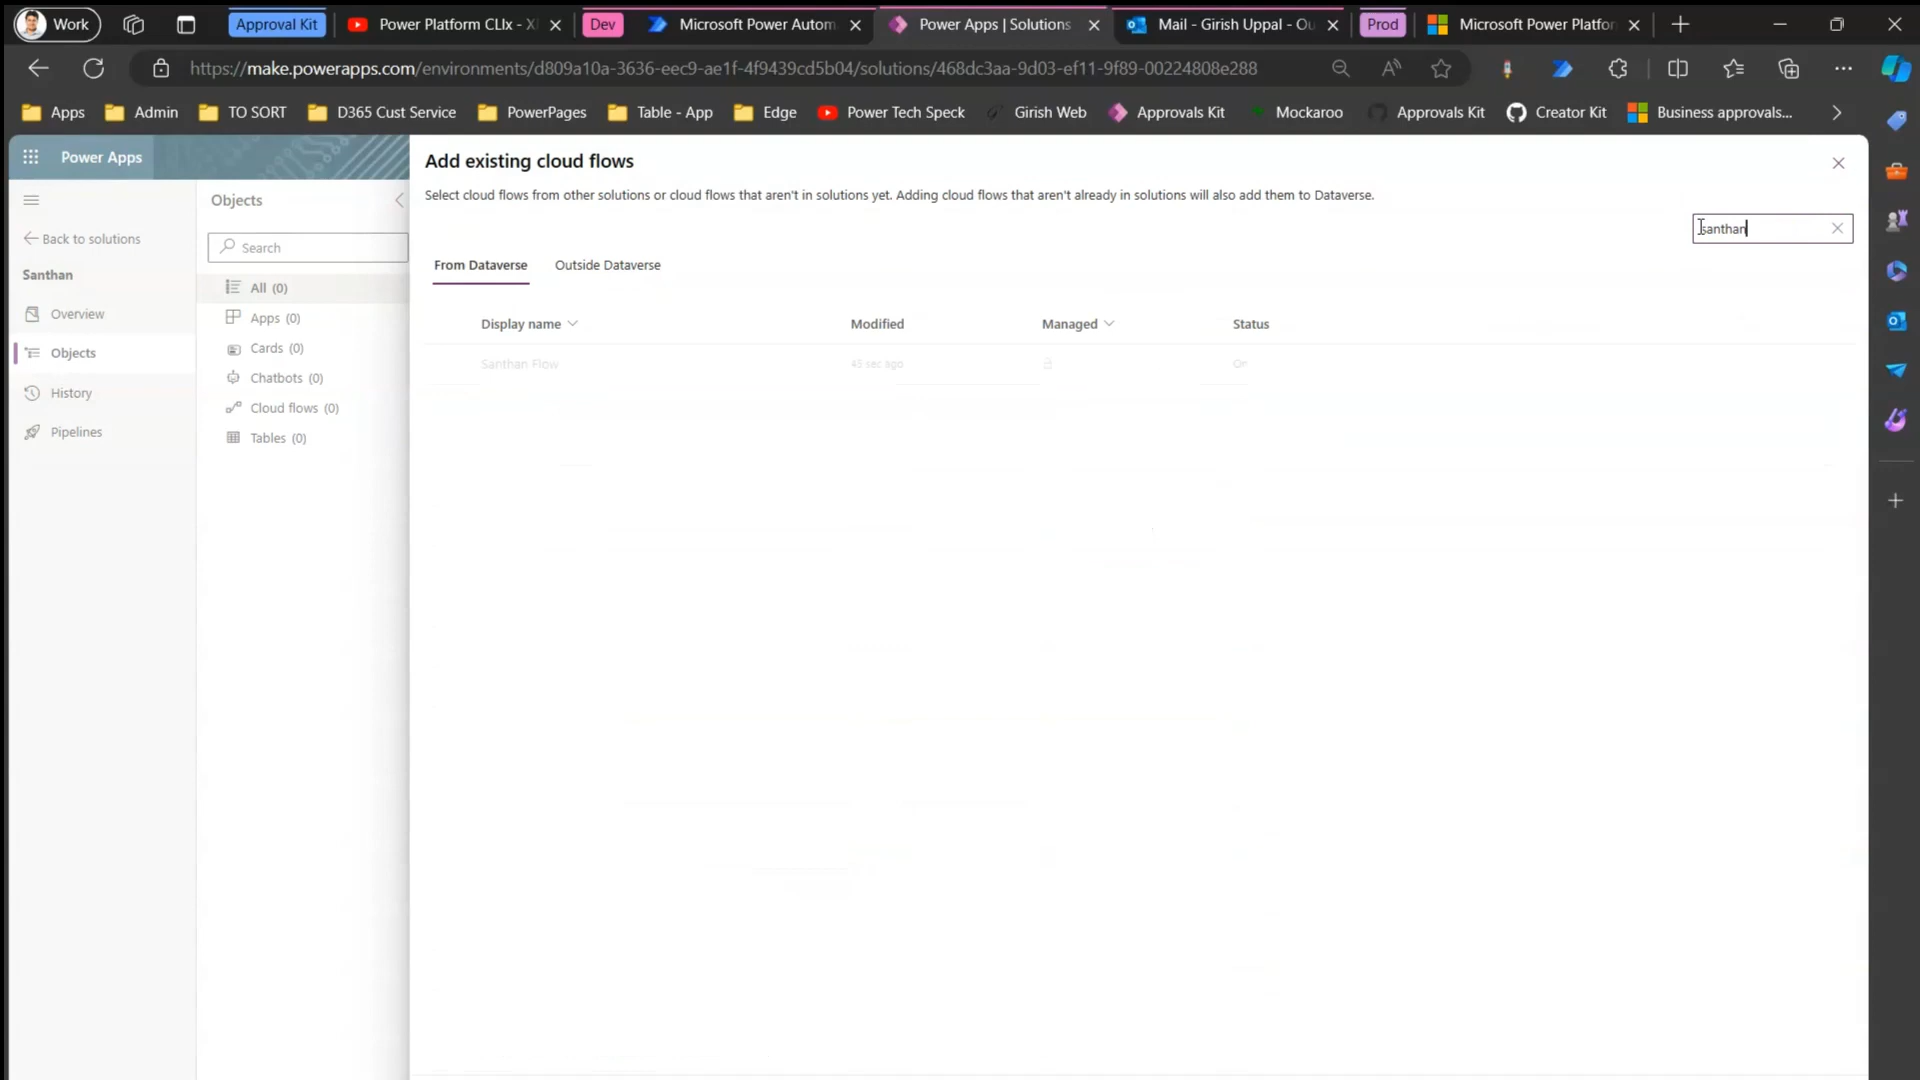 Work
Approval Kit
Power Platform CLIx - X
Dev
Microsoft Power Autom
Power Apps | Solutions
Mail - Girish Uppal - Ou
Prod
Microsoft Power Platfor
https://make.powerapps.com/environments/d809a10a-3636-eec9-ae1f-4f9439cd5b04/solutions/468dc3aa-9d03-ef11-9f89-00224808e288
Apps
Admin
TO SORT
D365 Cust Service
PowerPages
Table - App
Edge
Power Tech Speck
Girish Web
Approvals Kit
Mockaroo
Approvals Kit
Creator Kit
Business approvals...
Power Apps
Back to solutions
Santhan
Overview
Objects
History
Pipelines
Objects
Search
All (0)
Apps (0)
Cards (0)
Chatbots (0)
Cloud flows (0)
Tables (0)
Add existing cloud flows
Select cloud flows from other solutions or cloud flows that aren't in solutions yet. Adding cloud flows that aren't already in solutions will also add them to Dataverse.
santhan
From Dataverse
Outside Dataverse
Display name
Modified
Managed
Status
Santhan Flow
45 sec ago
On